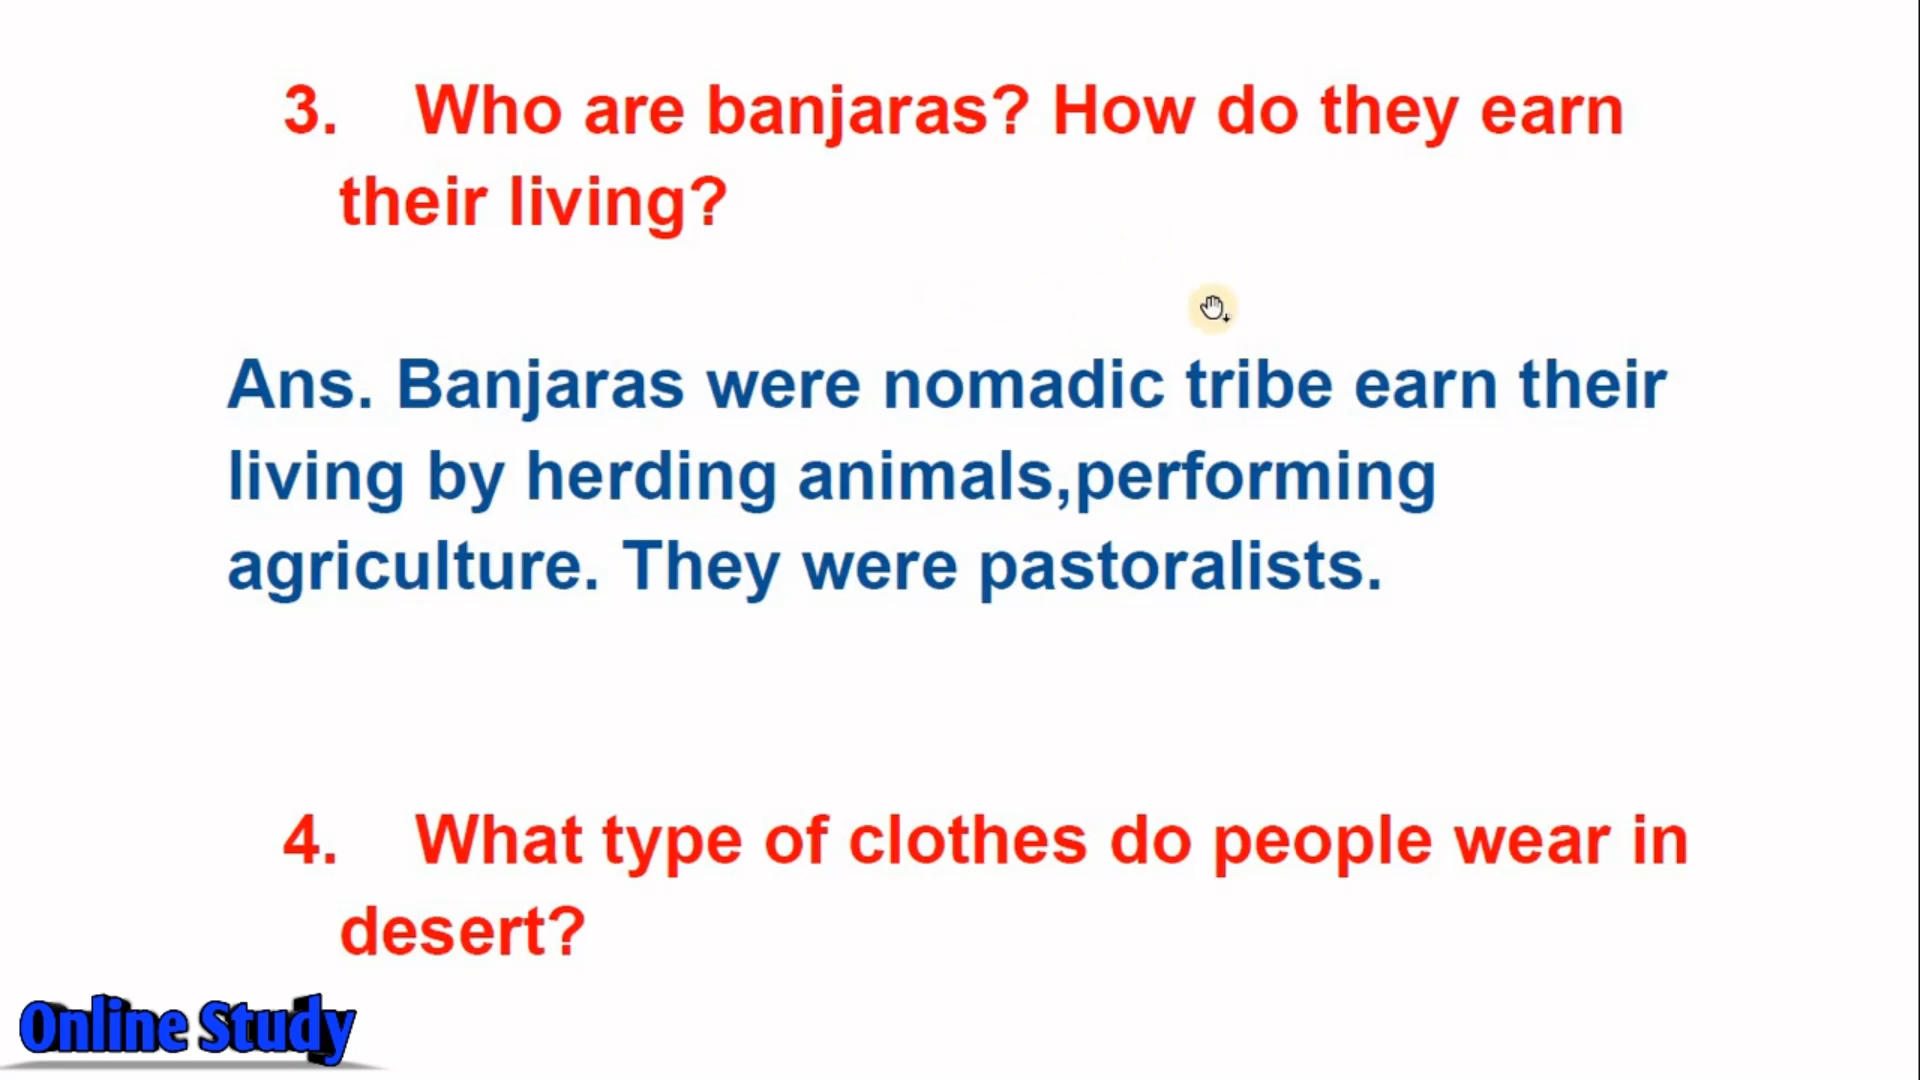 3. Who are banjaras? How do they earn
their living?
Ans. Banjaras were nomadic tribe earn their
living by herding animals,performing
agriculture. They were pastoralists.
4. What type of clothes do people wear in
desert?
Online Study